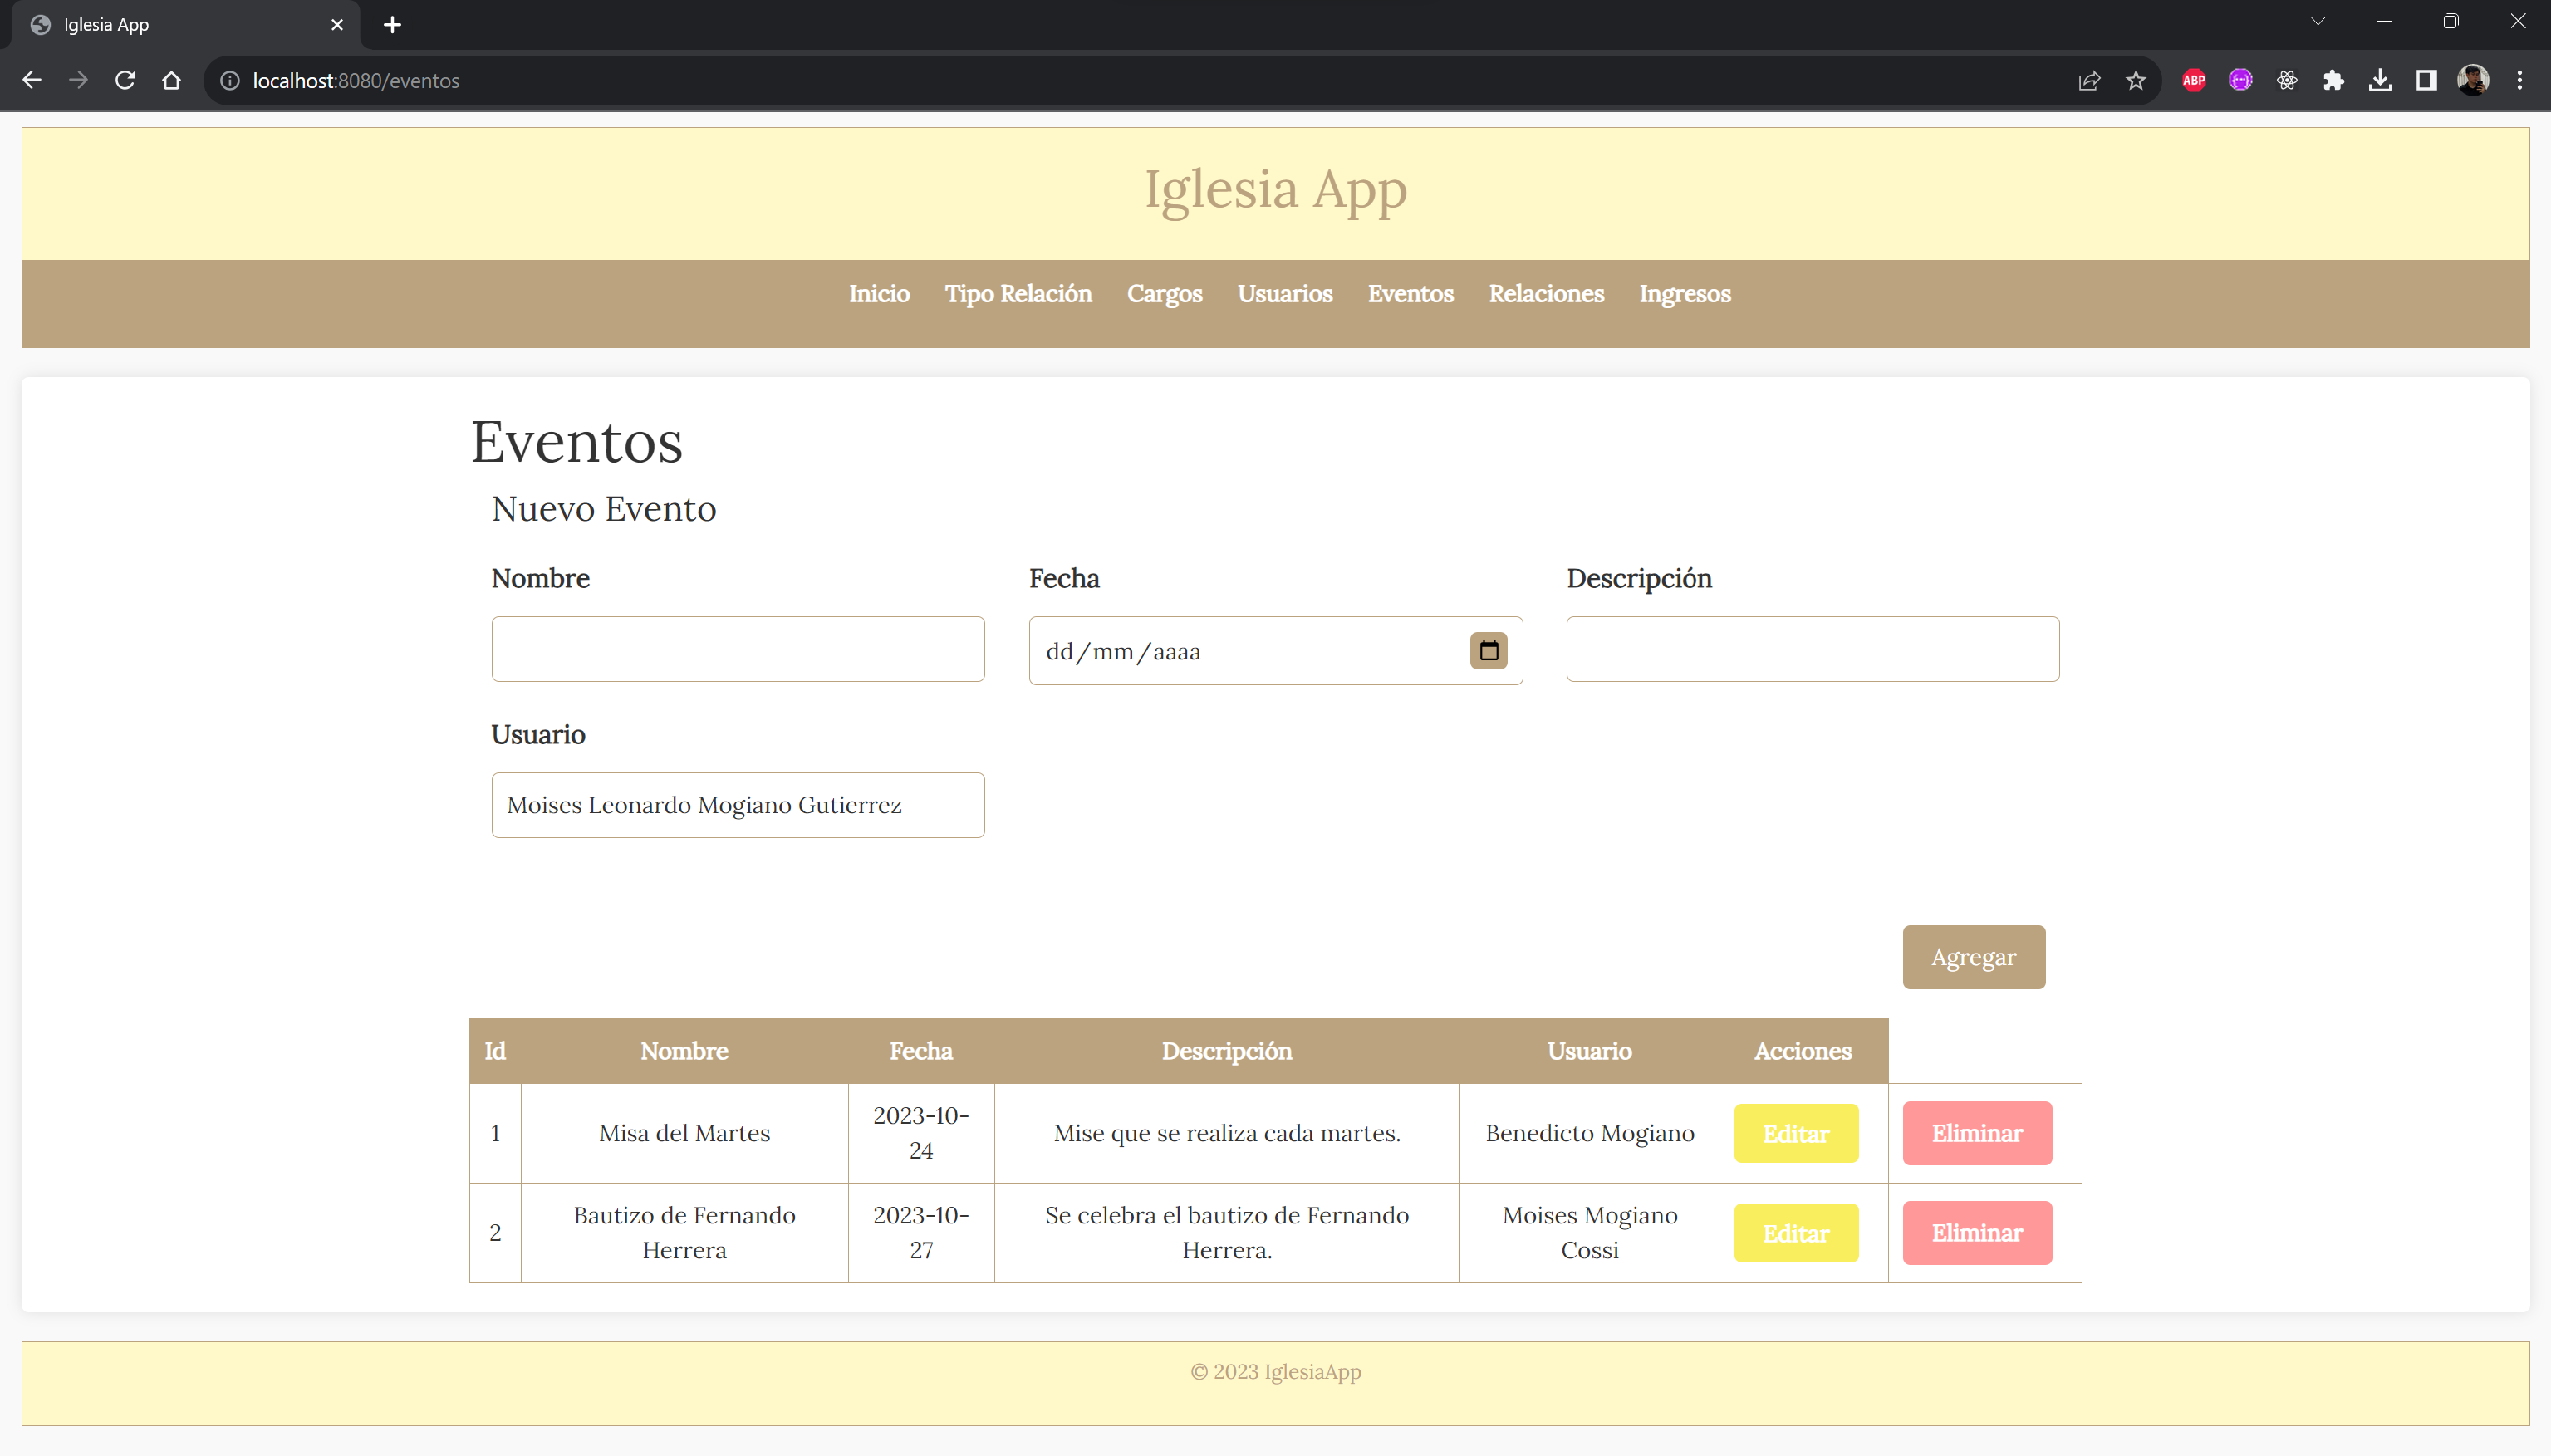 Iglesia App
localhost:8080/eventos
ABP
Iglesia App
Inicio Tipo Relación Cargos Usuarios Eventos Relaciones Ingresos
Eventos
Nuevo Evento
Nombre Fecha Descripción
dd/mm/aaaa
Usuario
Moises Leonardo Mogiano Gutierrez
Agregar
Id Nombre Fecha Descripción Usuario Acciones
1 Misa del Martes 2023-10-24 Mise que se realiza cada martes. Benedicto Mogiano Editar Eliminar
2 Bautizo de Fernando Herrera 2023-10-27 Se celebra el bautizo de Fernando Herrera. Moises Mogiano Cossi Editar Eliminar
© 2023 IglesiaApp